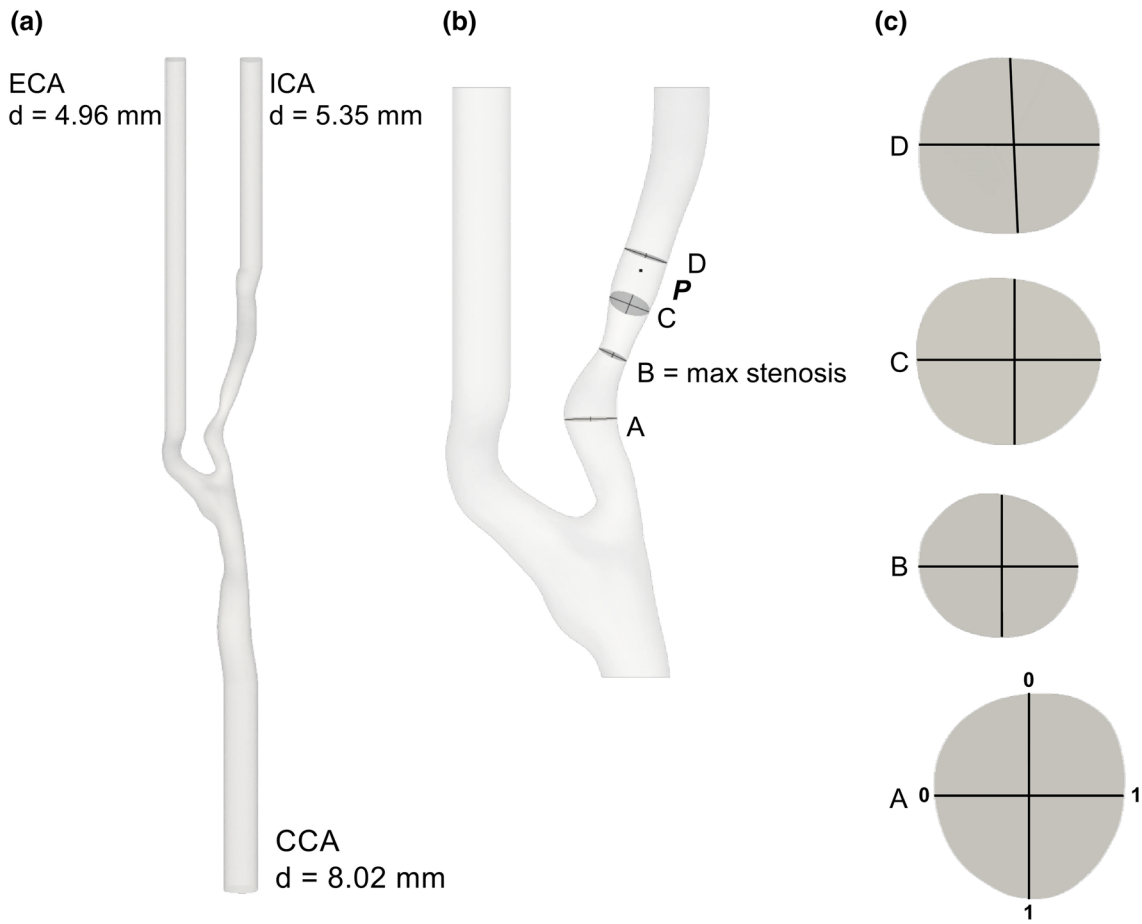 (a)
ECA
d = 4.96 mm
ICA
d = 5.35 mm
CCA
d = 8.02 mm
(b)
D
P
C
B = max stenosis
A
(c)
D
C
B
0
A 0 1
1